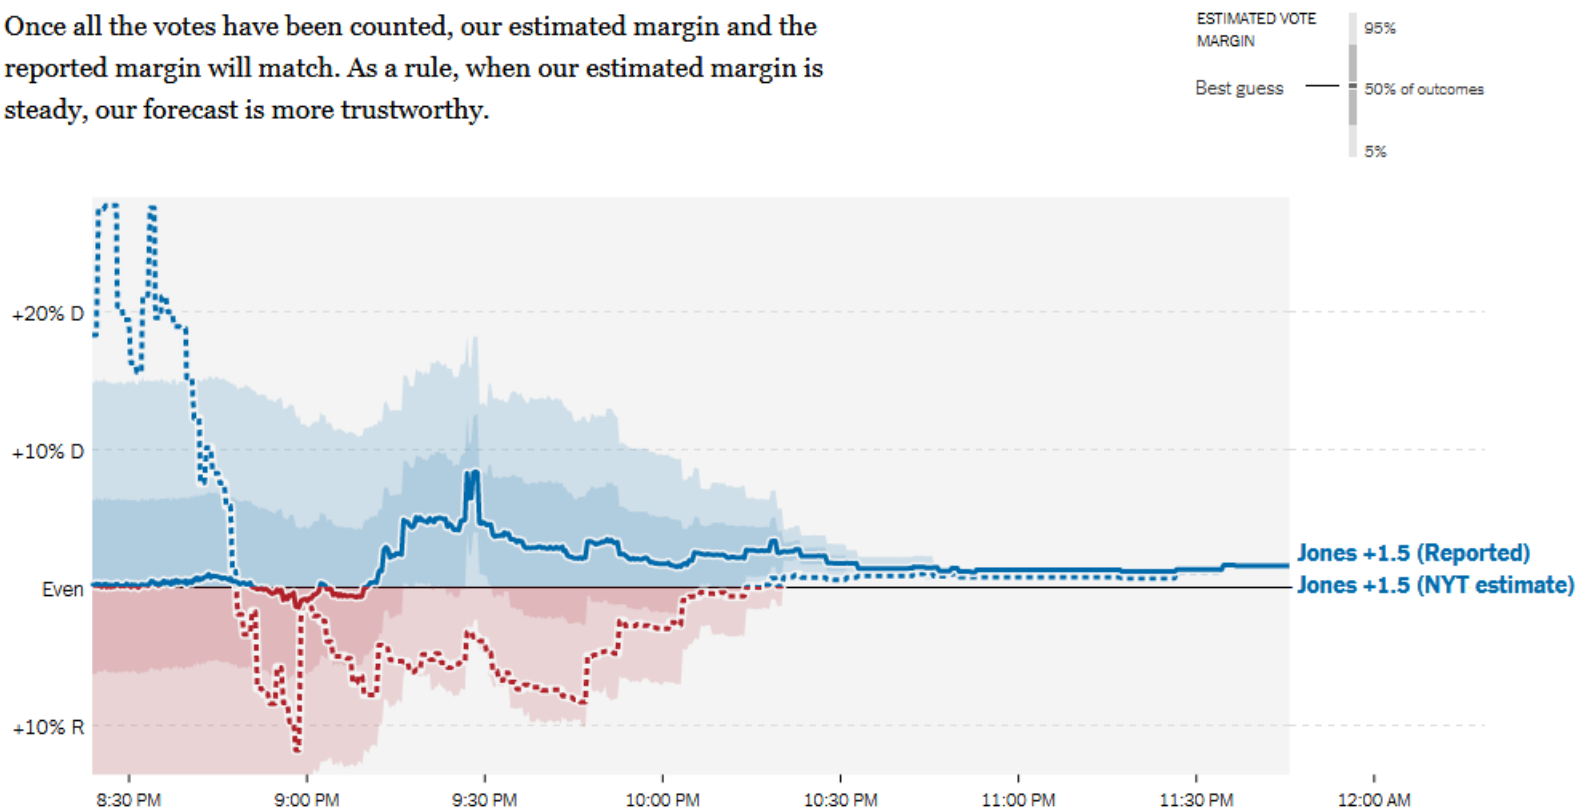 Once all the votes have been counted, our estimated margin and the
reported margin will match. As a rule, when our estimated margin is
steady, our forecast is more trustworthy.
ESTIMATED VOTE
MARGIN
Best guess
95%
50% of outcomes
5%
+20% D
+10% D
Even
+10% R
Jones +1.5 (Reported)
Jones +1.5 (NYT estimate)
8:30 PM 9:00 PM 9:30 PM 10:00 PM 10:30 PM 11:00 PM 11:30 PM 12:00 AM